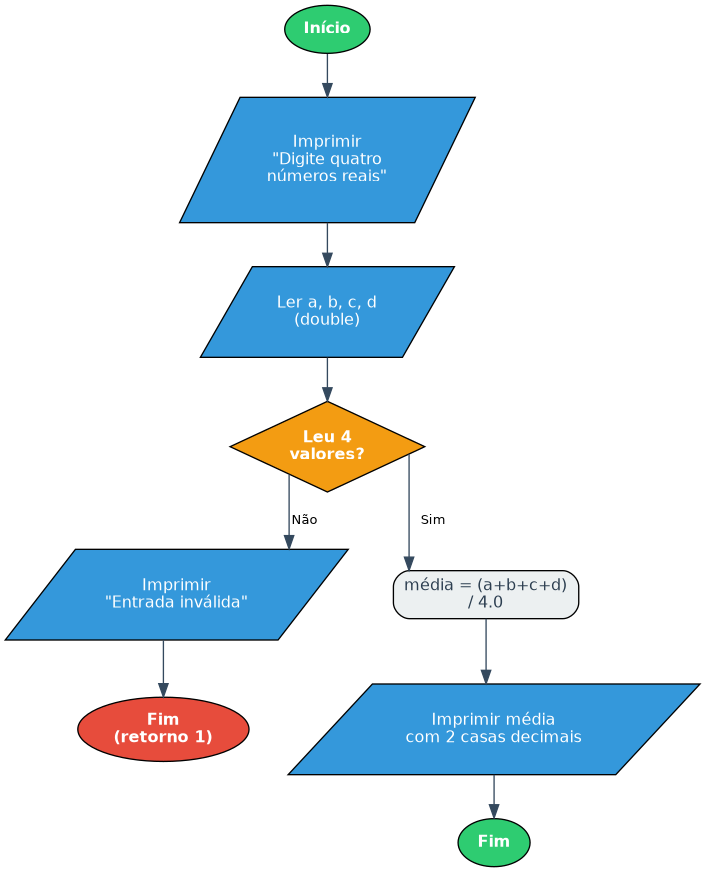 Início
Imprimir
"Digite quatro
números reais"
Ler a, b, c, d
(double)
Leu 4
valores?
Não
Sim
Imprimir
"Entrada inválida"
média = (a+b+c+d)
/ 4.0
Fim
(retorno 1)
Imprimir média
com 2 casas decimais
Fim